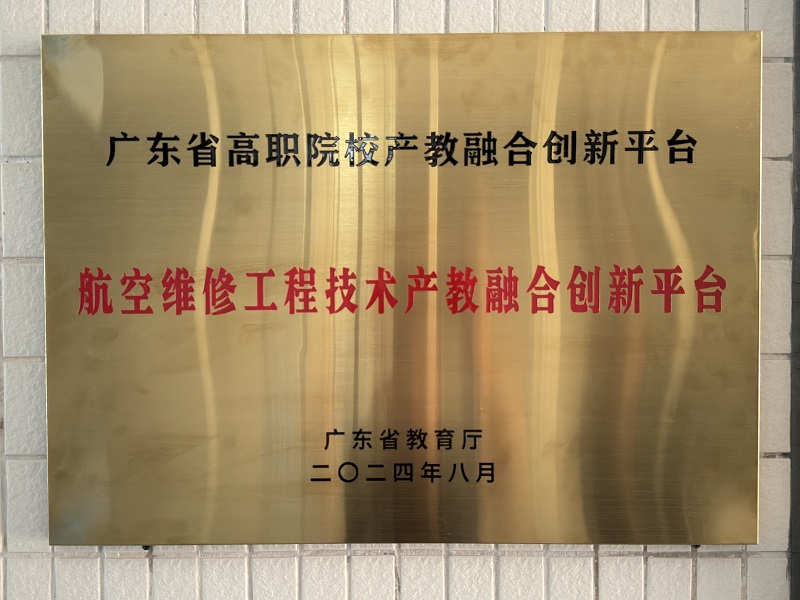 广东省高职院校产教融合创新平台
航空维修工程技术产教融合创新平台
广东省教育厅
二〇二四年八月